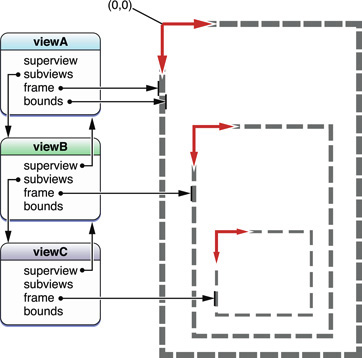 (0,0)
viewA
superview
subviews
frame
bounds
viewB
superview
subviews
frame
bounds
viewC
superview
subviews
frame
bounds